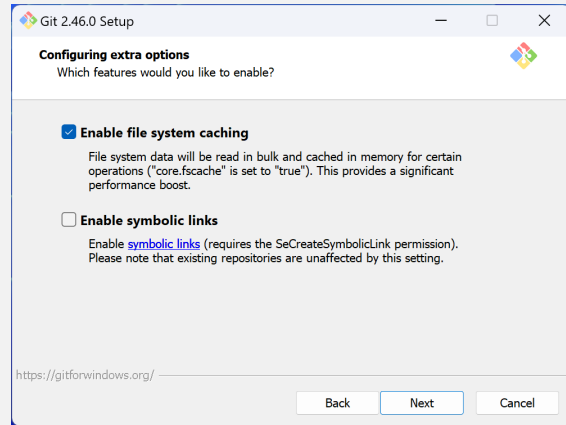 Git 2.46.0 Setup
Configuring extra options
Which features would you like to enable?
Enable file system caching
File system data will be read in bulk and cached in memory for certain
operations ("core.fscache" is set to "true"). This provides a significant
performance boost.
Enable symbolic links
Enable symbolic links (requires the SeCreateSymbolicLink permission).
Please note that existing repositories are unaffected by this setting.
https://gitforwindows.org/
Back Next Cancel